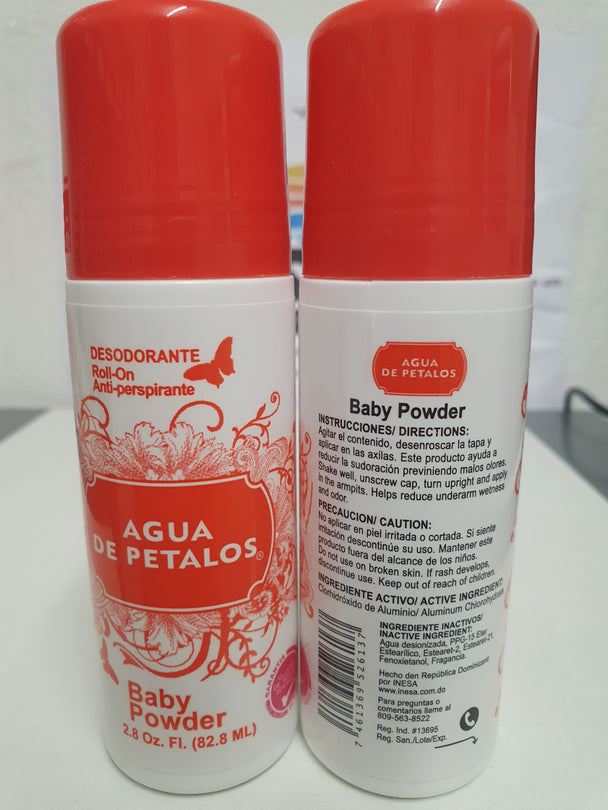 DESODORANTE
Roll-On
Anti-perspirante
AGUA
DE PETALOS®
Baby
Powder
2.8 Oz. Fl. (82.8 ML)
AGUA
DE PETALOS
Baby Powder
INSTRUCCIONES/ DIRECTIONS:
Agitar el contenido, desenroscar la tapa y
aplicar en las axilas. Este producto ayuda a
reducir la sudoración previniendo malos olores.
Shake well, unscrew cap, turn upright and apply
in the armpits. Helps reduce underarm wetness
and odor.
PRECAUCION/ CAUTION:
No aplicar en piel irritada o cortada. Si siente
irritación descontinúe su uso. Mantener este
producto fuera del alcance de los niños.
Do not use on broken skin. If rash develops,
discontinue use. Keep out of reach of children.
INGREDIENTE ACTIVO/ ACTIVE INGREDIENT:
Clorhidróxido de Aluminio/ Aluminum Chlorohydrate
INGREDIENTE INACTIVOS/
INACTIVE INGREDIENT:
Agua desionizada, PPG-15 Eter
Estearílico, Estearet-2, Estearet-21,
Fenoxietanol, Fragancia.
Hecho den República Dominicana
por INESA
www.inesa.com.do
Para preguntas o
comentarios llame al
809-563-8522
Reg. Ind. #13695
Reg. San./Lote/Exp.
7 461369 526137